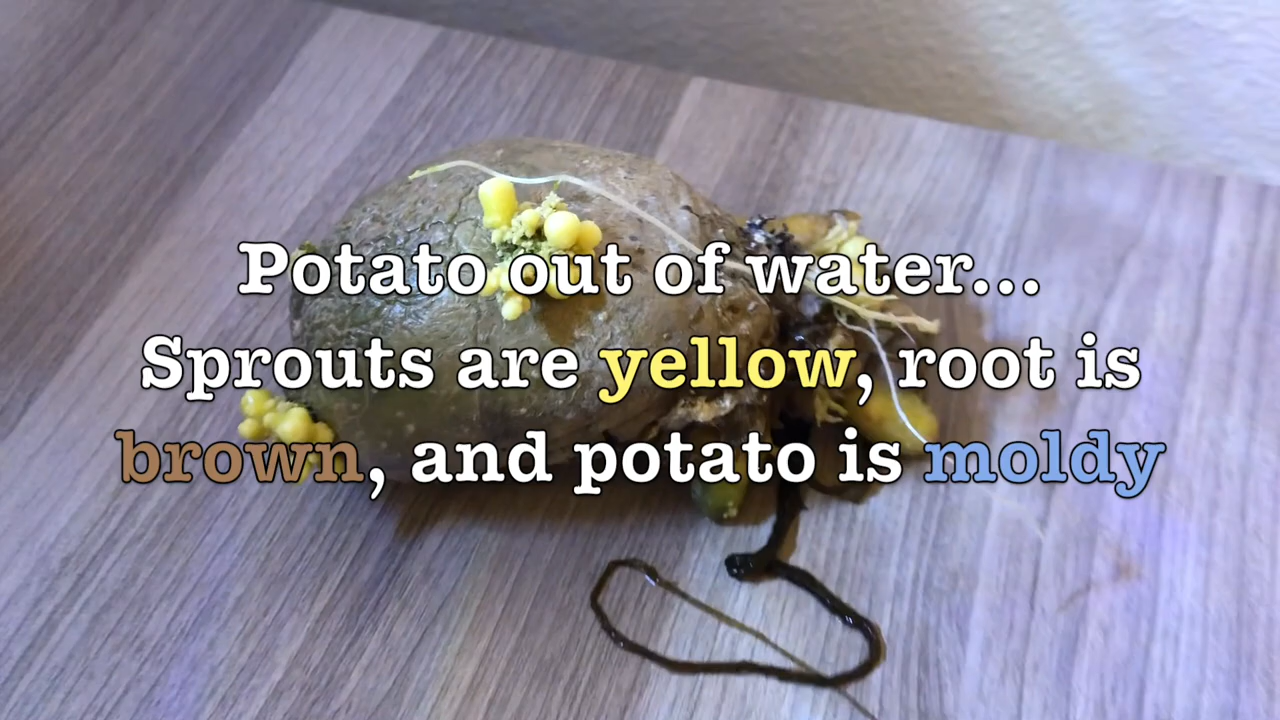 Potato out of water...
Sprouts are yellow, root is
brown, and potato is moldy